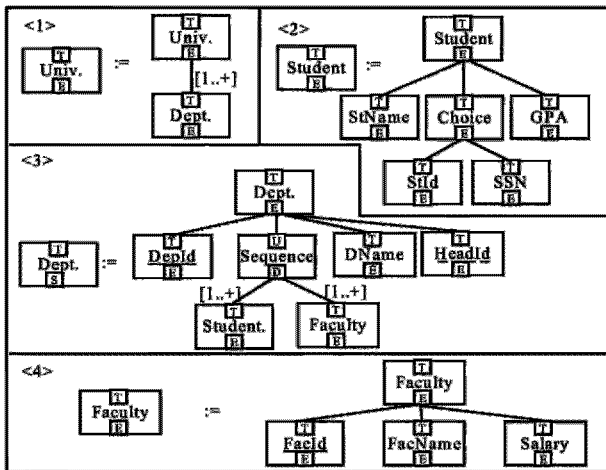 <1>
T
Univ.
E
:=
T
Univ.
E
[1..+]
T
Dept.
E
<2>
T
Student
E
:=
T
Student
E
T
StName
E
T
Choice
E
T
GPA
E
T
StId
E
T
SSN
E
<3>
T
Dept.
S
:=
T
Dept.
E
T
DepId
E
U
Sequence
D
T
DName
E
T
HeadId
E
[1..+]
[1..+]
T
Student.
E
T
Faculty
E
<4>
T
Faculty
E
:=
T
Faculty
E
T
FacId
E
T
FacName
E
T
Salary
E